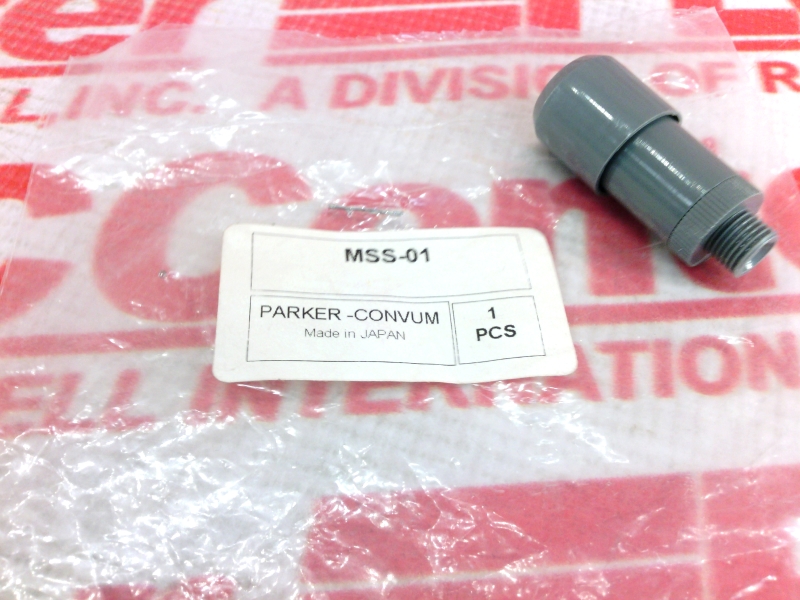 INC. A DIVISION OF R
MSS-01
PARKER -CONVUM
Made in JAPAN
1
PCS
ELL INTERNATIONAL